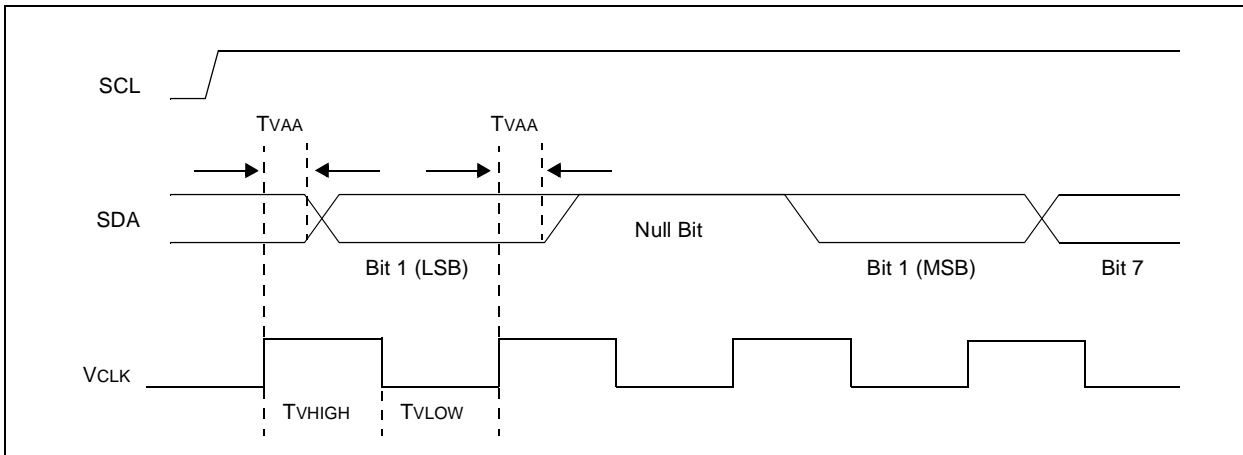 SCL
TVAA TVAA
SDA
Null Bit
Bit 1 (LSB) Bit 1 (MSB) Bit 7
VCLK
TVHIGH TVLOW